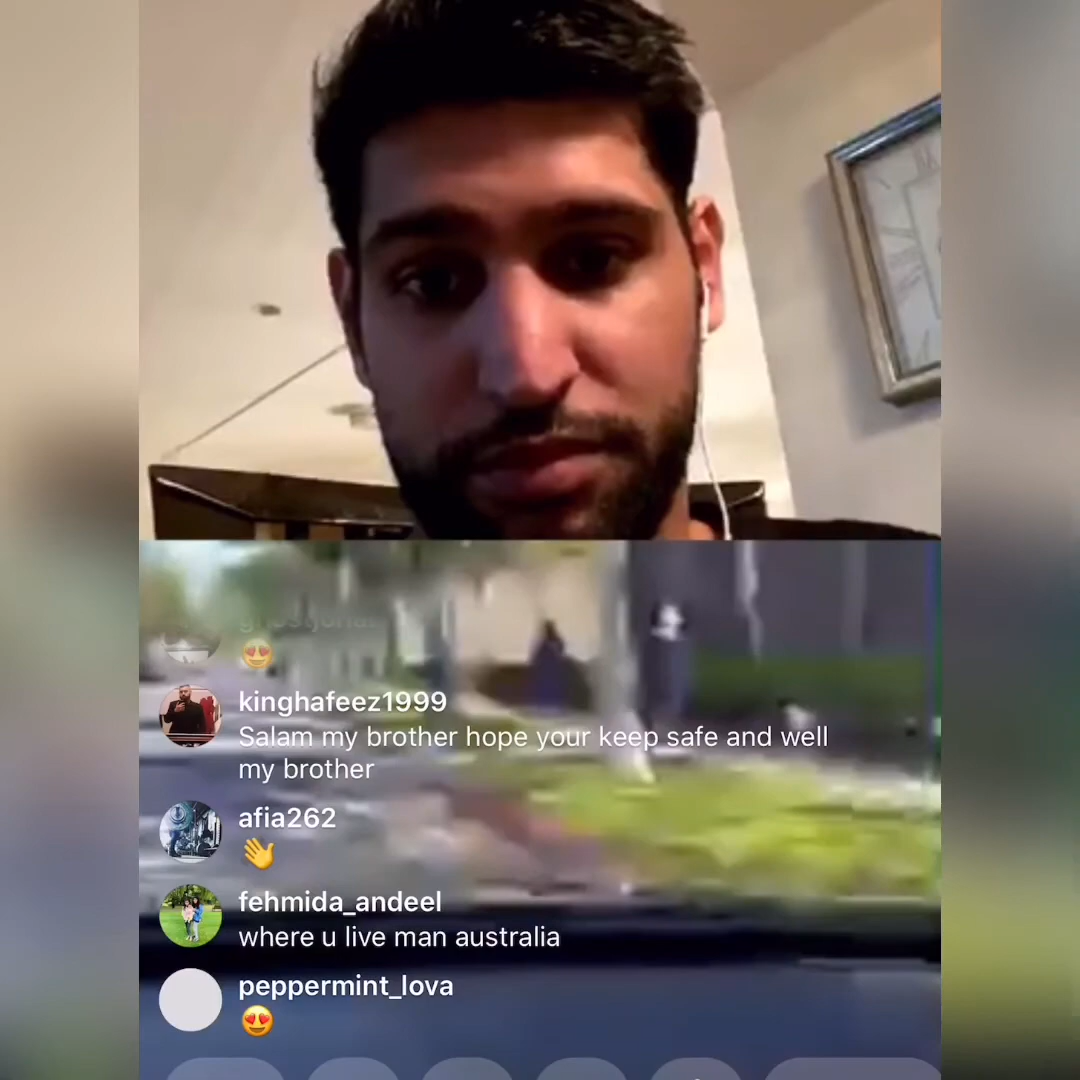 kinghafeez1999
Salam my brother hope your keep safe and well
my brother
afia262
👋
fehmida_andeel
where u live man australia
peppermint_lova
😍